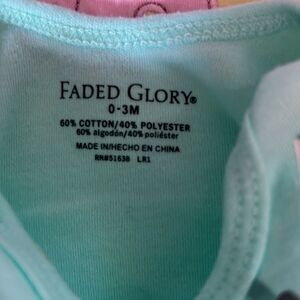 FADED GLORY®
0-3M
60% COTTON/40% POLYESTER
60% algodón/40% poliéster
MADE IN/HECHO EN CHINA
RN#51638 LR1